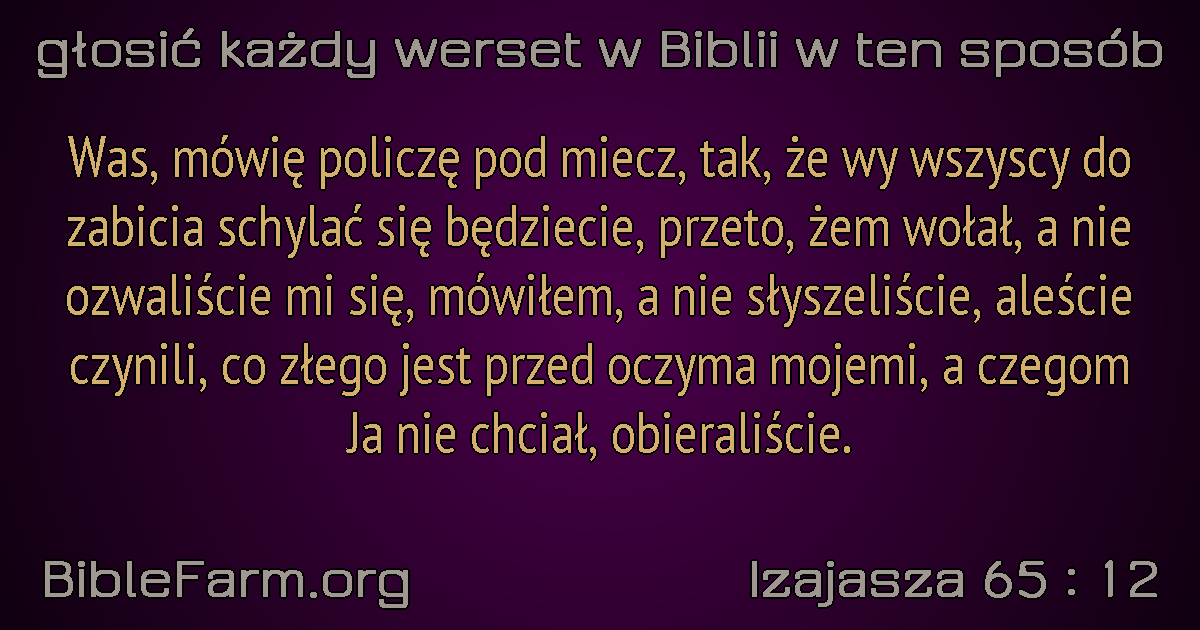 głosić każdy werset w Biblii w ten sposób
Was, mówię policzę pod miecz, tak, że wy wszyscy do
zabicia schylać się będziecie, przeto, żem wołał, a nie
ozwaliście mi się, mówiłem, a nie słyszeliście, aleście
czynili, co złego jest przed oczyma mojemi, a czegom
Ja nie chciał, obieraliście.
BibleFarm.org
Izajasza 65 : 12